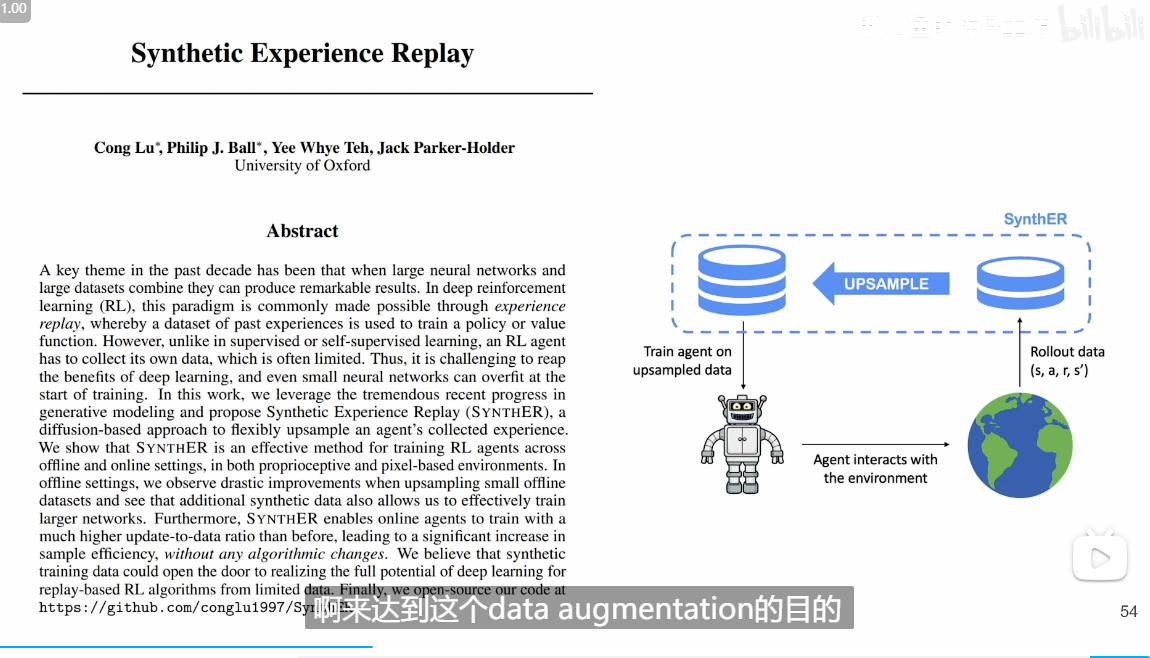 1.00
bilibili
Synthetic Experience Replay
Cong Lu*, Philip J. Ball*, Yee Whye Teh, Jack Parker-Holder
University of Oxford
Abstract
A key theme in the past decade has been that when large neural networks and
large datasets combine they can produce remarkable results. In deep reinforcement
learning (RL), this paradigm is commonly made possible through experience
replay, whereby a dataset of past experiences is used to train a policy or value
function. However, unlike in supervised or self-supervised learning, an RL agent
has to collect its own data, which is often limited. Thus, it is challenging to reap
the benefits of deep learning, and even small neural networks can overfit at the
start of training. In this work, we leverage the tremendous recent progress in
generative modeling and propose Synthetic Experience Replay (SYNTHER), a
diffusion-based approach to flexibly upsample an agent's collected experience.
We show that SYNTHER is an effective method for training RL agents across
offline and online settings, in both proprioceptive and pixel-based environments. In
offline settings, we observe drastic improvements when upsampling small offline
datasets and see that additional synthetic data also allows us to effectively train
larger networks. Furthermore, SYNTHER enables online agents to train with a
much higher update-to-data ratio than before, leading to a significant increase in
sample efficiency, without any algorithmic changes. We believe that synthetic
training data could open the door to realizing the full potential of deep learning for
replay-based RL algorithms from limited data. Finally, we open-source our code at
https://github.com/conglu1997/SynthER
SynthER
UPSAMPLE
Train agent on
upsampled data
Rollout data
(s, a, r, s')
Agent interacts with
the environment
啊来达到这个data augmentation的目的
54